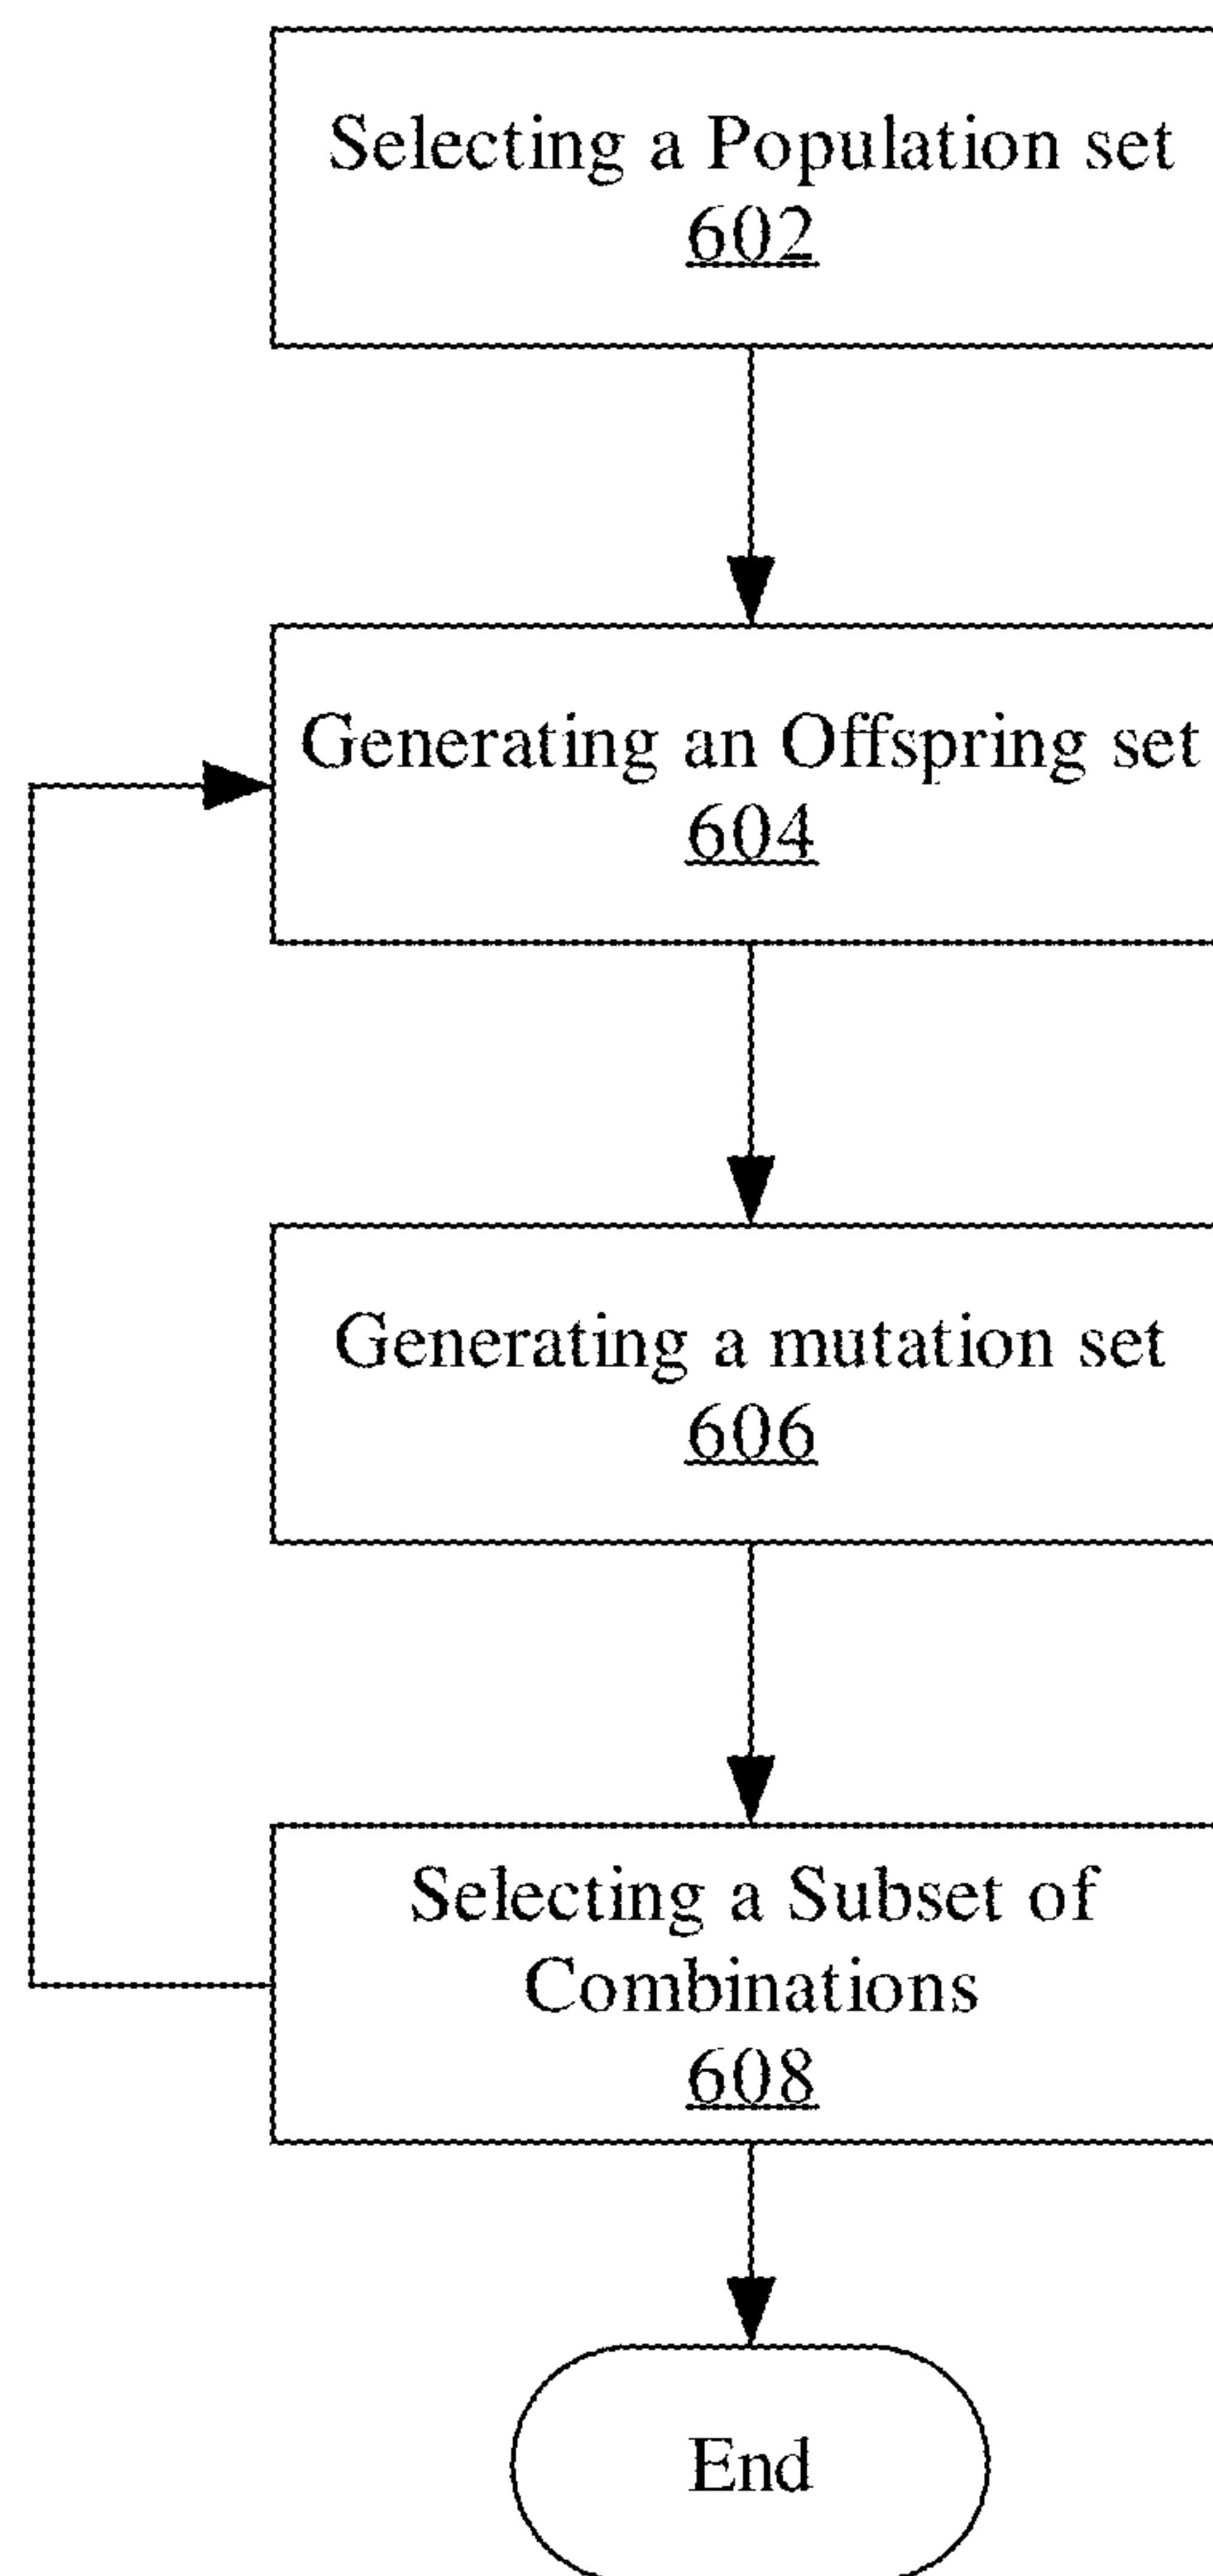 Selecting a Population set
602
Generating an Offspring set
604
Generating a mutation set
606
Selecting a Subset of
Combinations
608
End